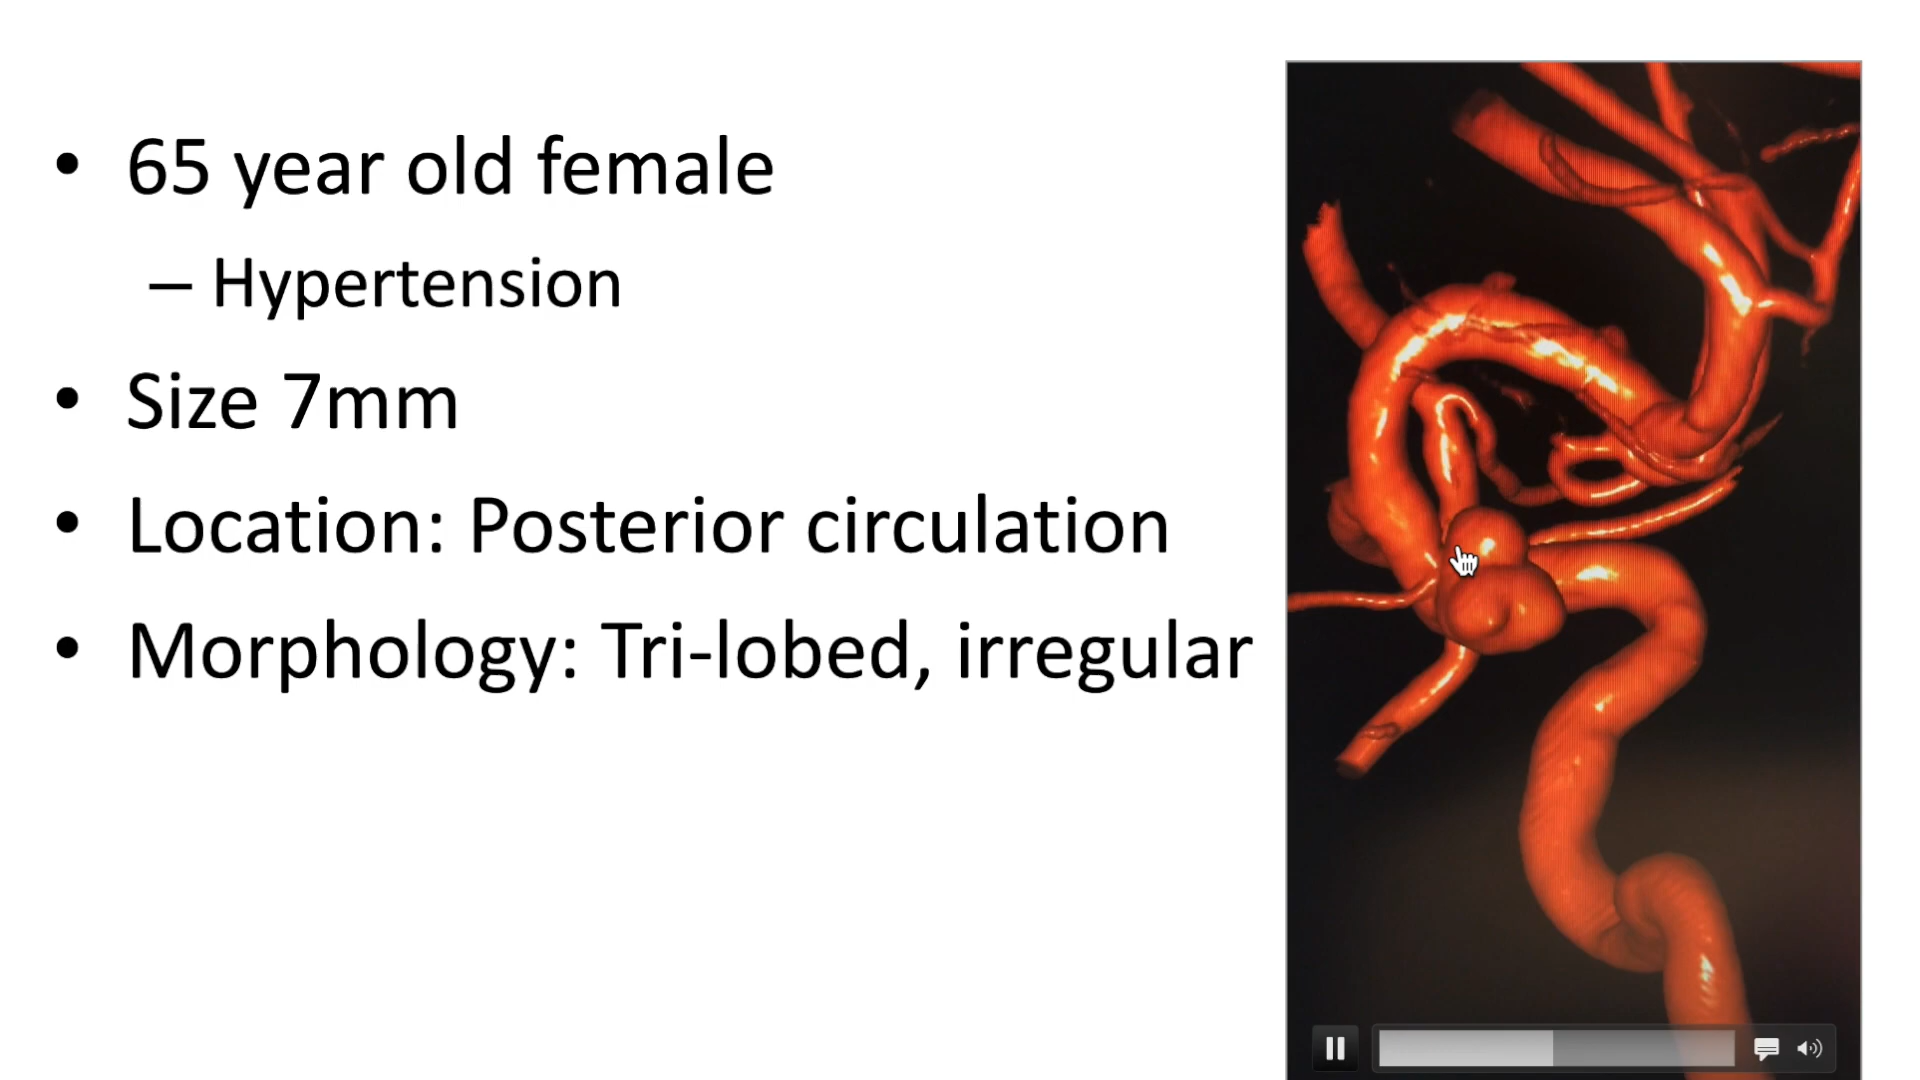 • 65 year old female
– Hypertension
• Size 7mm
• Location: Posterior circulation
• Morphology: Tri-lobed, irregular